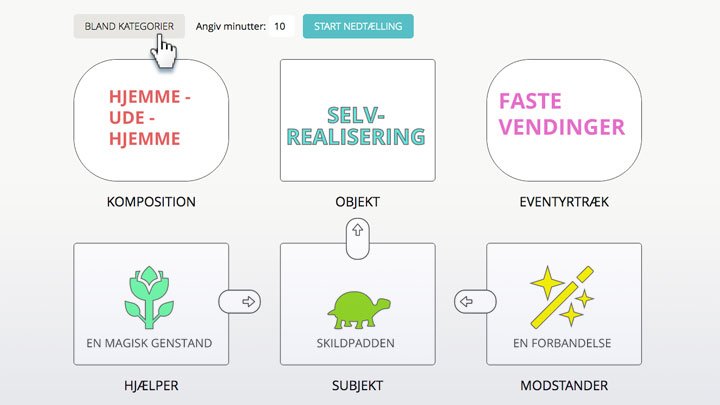 BLAND KATEGORIER
Angiv minutter: 10
START NEDTÆLLING
HJEMME -
UDE -
HJEMME
SELV-
REALISERING
FASTE
VENDINGER
KOMPOSITION
OBJEKT
EVENTYRTRÆK
EN MAGISK GENSTAND
SKILDPADDEN
EN FORBANDELSE
HJÆLPER
SUBJEKT
MODSTANDER